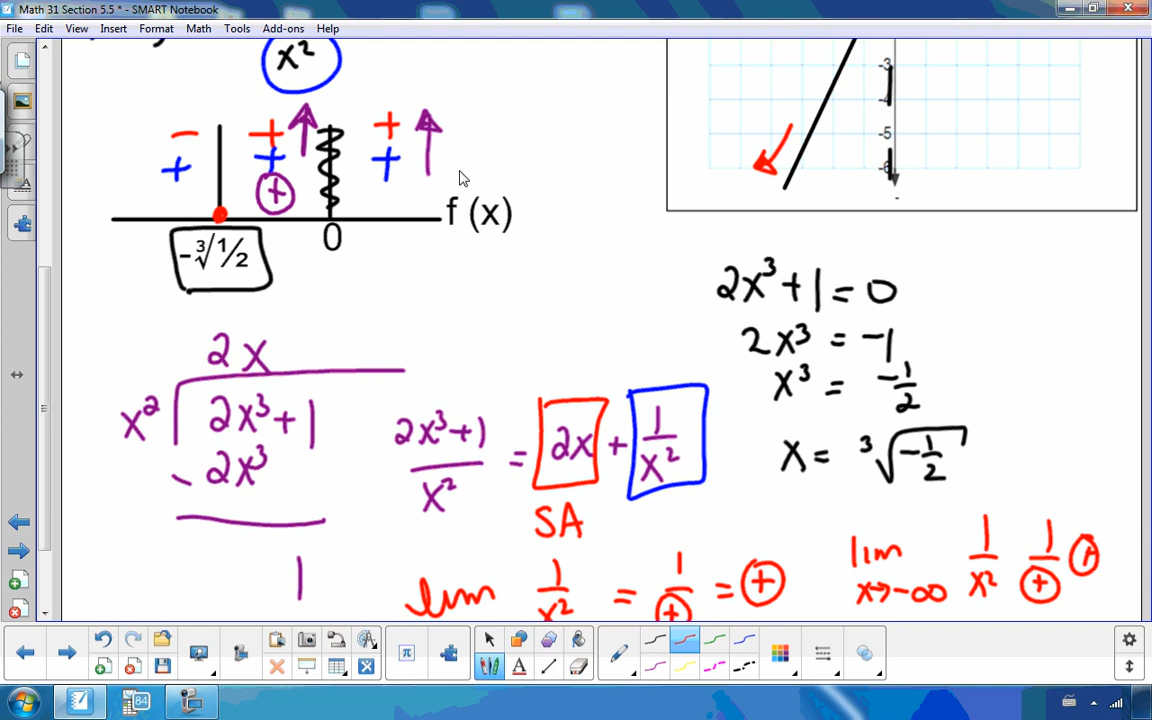 Math 31 Section 5.5 * - SMART Notebook
File Edit View Insert Format Math Tools Add-ons Help
x²
- + +
+ + +
+
f (x)
-∛1/2
0
-3
-4
-5
-6
2x³+1=0
2x³ = -1
x³ = -1/2
x = ∛(-1/2)
2x
x² 2x³+1
- 2x³
1
(2x³+1)/x² = 2x + 1/x²
SA
lim 1/x² = 1/+ = +
lim x→-∞ 1/x² 1/+ +
π
A
84